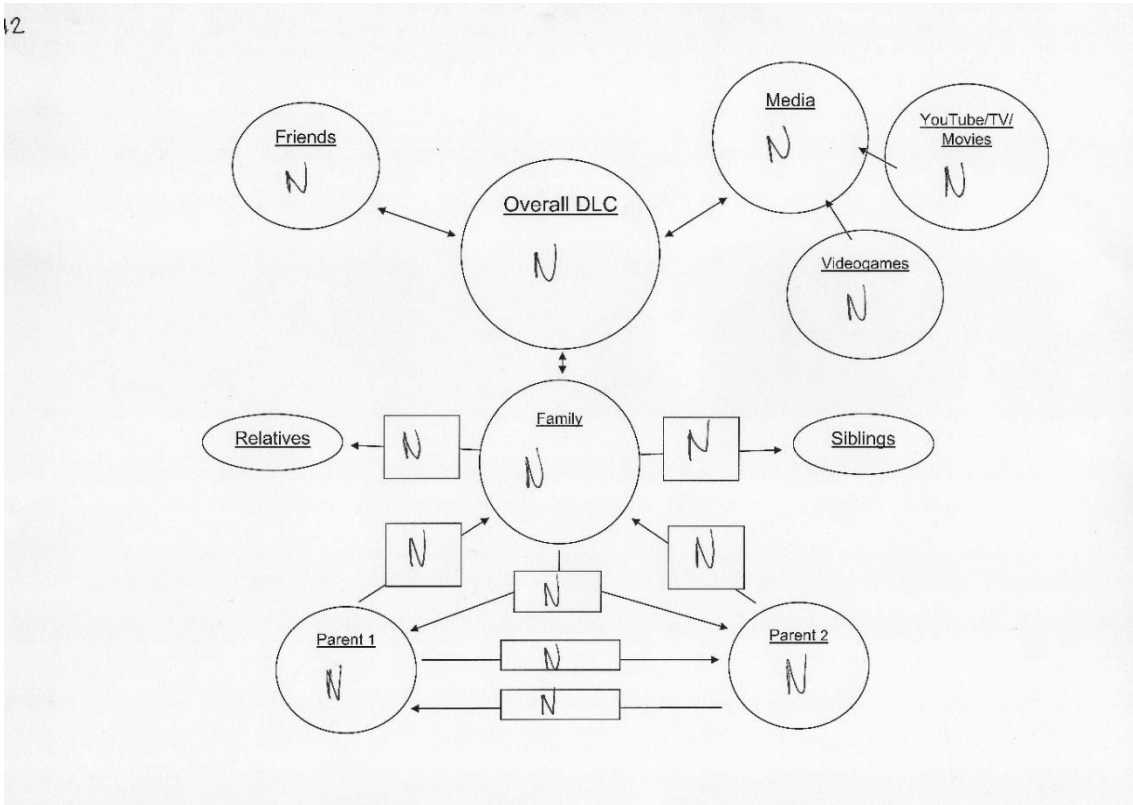 12
Friends
N
Overall DLC
N
Media
N
YouTube/TV/
Movies
N
Videogames
N
Relatives
N
Family
N
N
Siblings
N
N
N
Parent 1
N
N
N
Parent 2
N